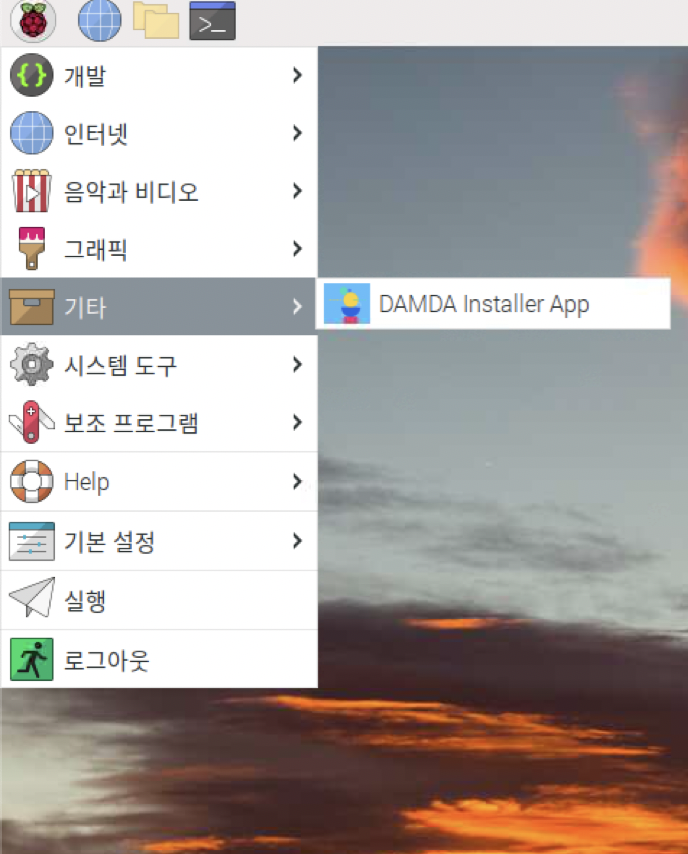 개발
인터넷
음악과 비디오
그래픽
기타
DAMDA Installer App
시스템 도구
보조 프로그램
Help
기본 설정
실행
로그아웃